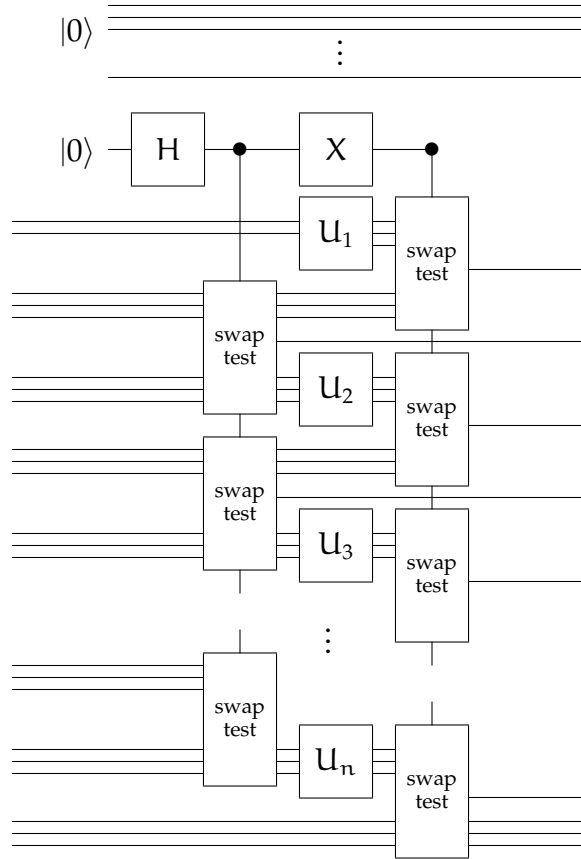 |0⟩
⋮
|0⟩ H X
U₁
swap test
swap test
U₂
swap test
swap test
U₃
swap test
⋮
swap test
Uₙ
swap test